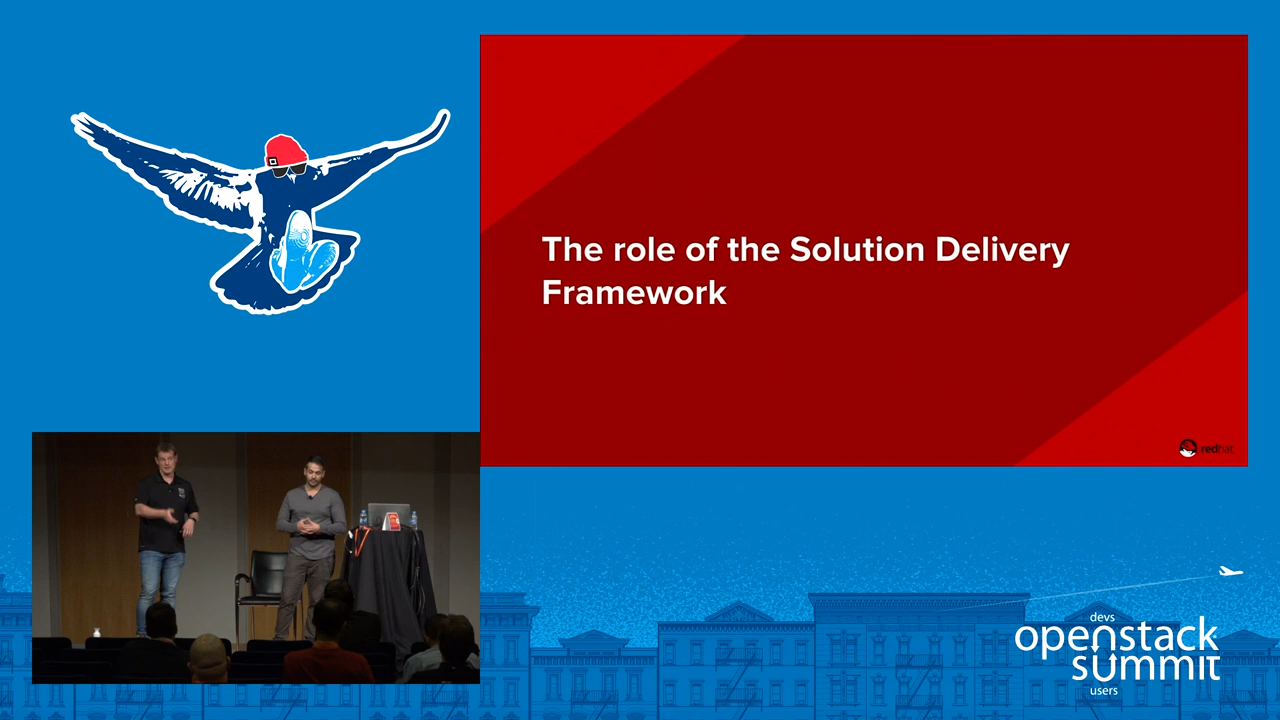 The role of the Solution Delivery
Framework
redhat
devs
openstack
summit
users